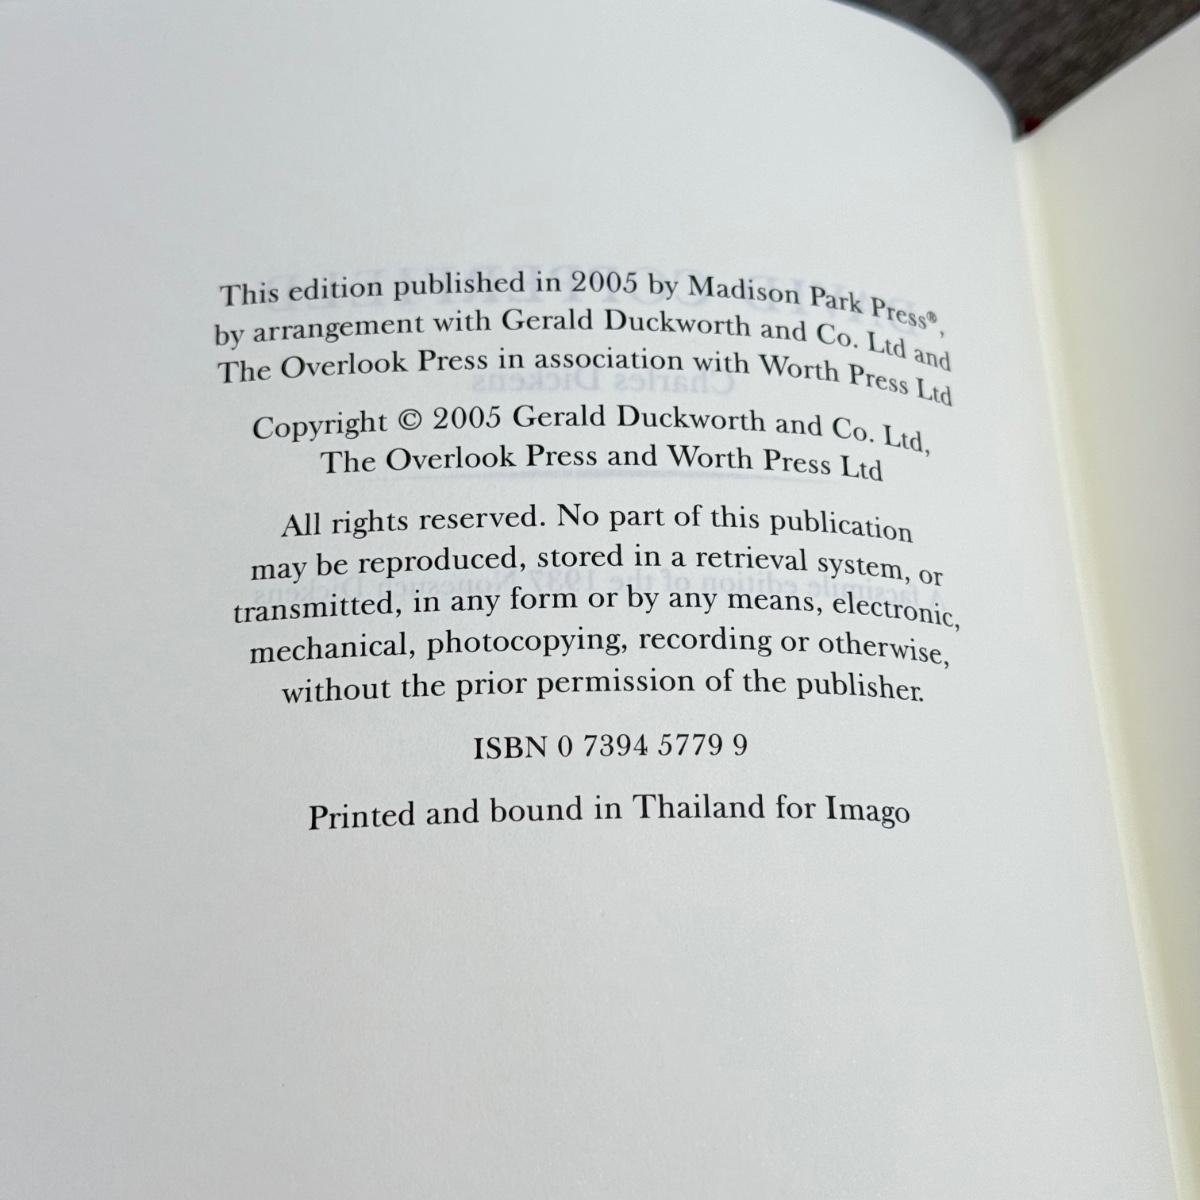 This edition published in 2005 by Madison Park Press®,
by arrangement with Gerald Duckworth and Co. Ltd and
The Overlook Press in association with Worth Press Ltd
Copyright © 2005 Gerald Duckworth and Co. Ltd,
The Overlook Press and Worth Press Ltd
All rights reserved. No part of this publication
may be reproduced, stored in a retrieval system, or
transmitted, in any form or by any means, electronic,
mechanical, photocopying, recording or otherwise,
without the prior permission of the publisher.
ISBN 0 7394 5779 9
Printed and bound in Thailand for Imago